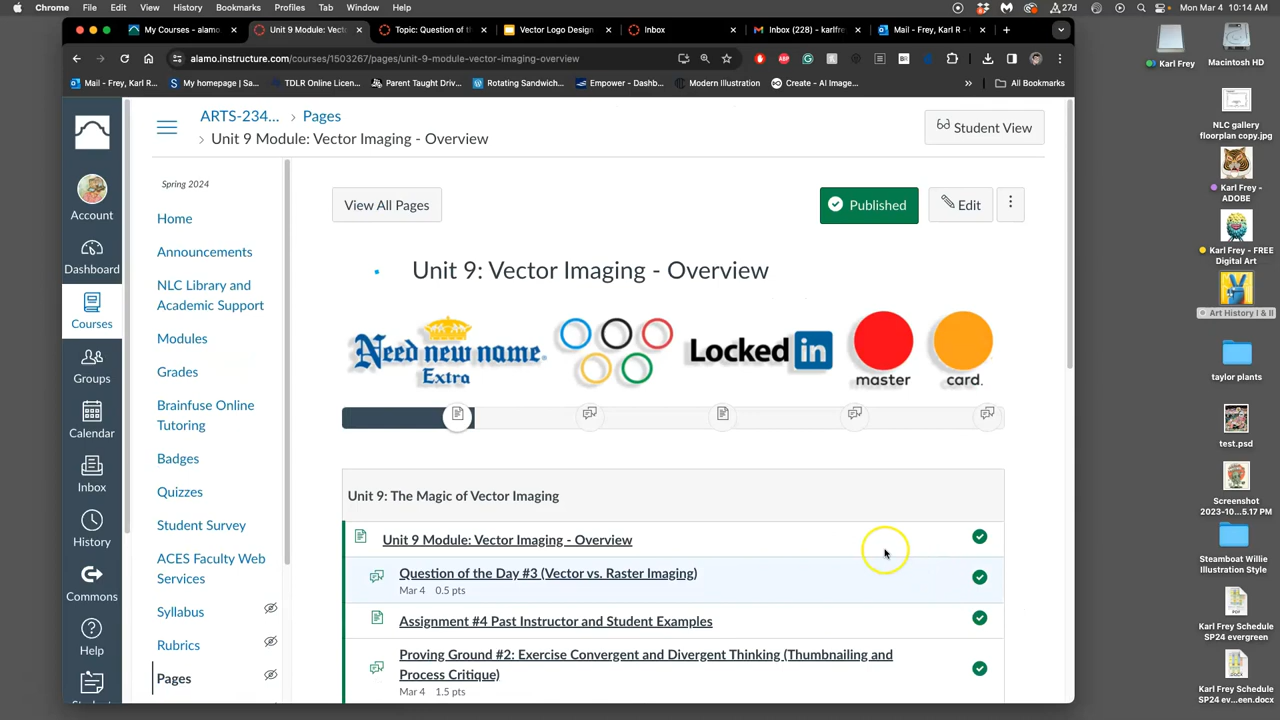 Chrome File Edit View History Bookmarks Profiles Tab Window Help 27d Mon Mar 4 10:14 AM
My Courses - alamo Unit 9 Module: Vect Topic: Question of th Vector Logo Design Inbox Inbox (228) - karlfre Mail - Frey, Karl R -
alamo.instructure.com/courses/1503267/pages/unit-9-module-vector-imaging-overview
Mail - Frey, Karl R... My homepage | Sa... TDLR Online Licen... Parent Taught Driv... Rotating Sandwich... Empower - Dashb... Modern Illustration Create - AI Image... » All Bookmarks
ARTS-234... › Pages
› Unit 9 Module: Vector Imaging - Overview
Student View
Spring 2024
View All Pages
Published
Edit
Account
Dashboard
Courses
Groups
Calendar
Inbox
History
Commons
Help
Home
Announcements
NLC Library and
Academic Support
Modules
Grades
Brainfuse Online
Tutoring
Badges
Quizzes
Student Survey
ACES Faculty Web
Services
Syllabus
Rubrics
Pages
Unit 9: Vector Imaging - Overview
Need new name.
Extra
Locked in
master card.
Unit 9: The Magic of Vector Imaging
Unit 9 Module: Vector Imaging - Overview
Question of the Day #3 (Vector vs. Raster Imaging)
Mar 4 0.5 pts
Assignment #4 Past Instructor and Student Examples
Proving Ground #2: Exercise Convergent and Divergent Thinking (Thumbnailing and
Process Critique)
Mar 4 1.5 pts
Karl Frey
Macintosh HD
NLC gallery
floorplan copy.jpg
Karl Frey -
ADOBE
Karl Frey - FREE
Digital Art
Art History I & II
taylor plants
test.psd
Screenshot
2023-10...5.17 PM
Steamboat Willie
Illustration Style
Karl Frey Schedule
SP24 evergreen
Karl Frey Schedule
SP24 ev...een.docx